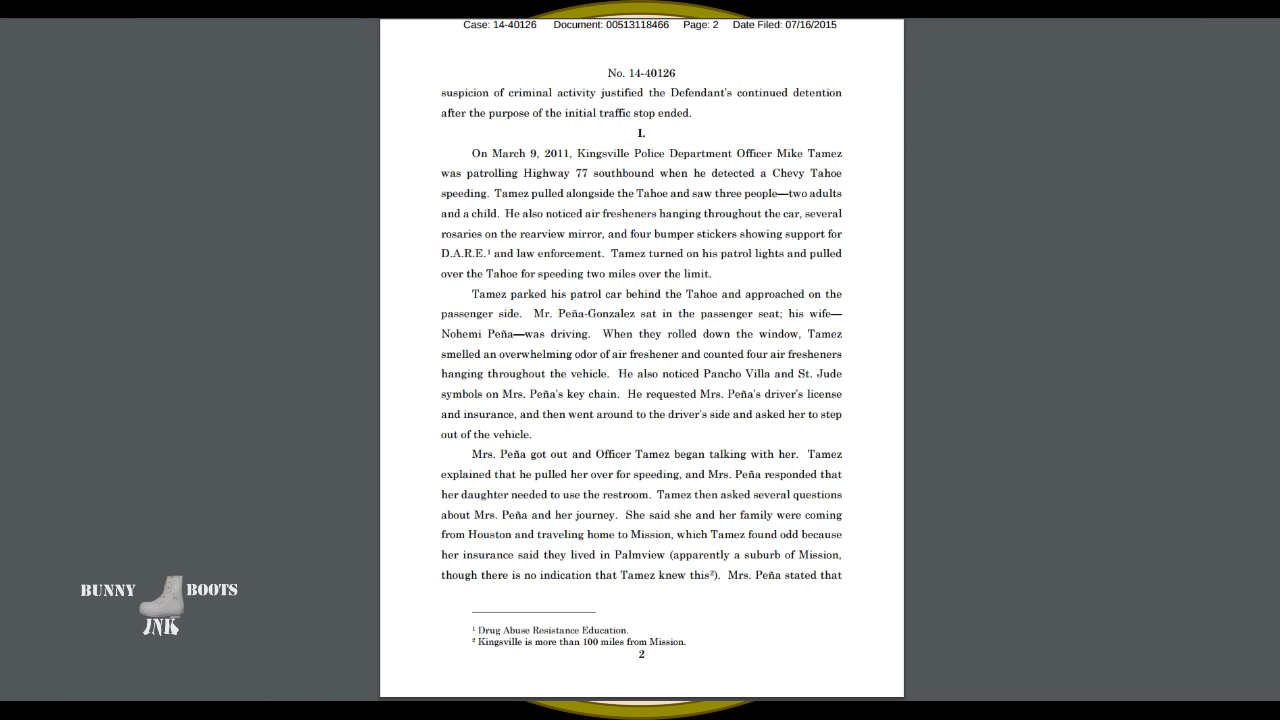 Case: 14-40126 Document: 00513118466 Page: 2 Date Filed: 07/16/2015
No. 14-40126
suspicion of criminal activity justified the Defendant's continued detention
after the purpose of the initial traffic stop ended.
I.
On March 9, 2011, Kingsville Police Department Officer Mike Tamez
was patrolling Highway 77 southbound when he detected a Chevy Tahoe
speeding. Tamez pulled alongside the Tahoe and saw three people—two adults
and a child. He also noticed air fresheners hanging throughout the car, several
rosaries on the rearview mirror, and four bumper stickers showing support for
D.A.R.E.¹ and law enforcement. Tamez turned on his patrol lights and pulled
over the Tahoe for speeding two miles over the limit.
Tamez parked his patrol car behind the Tahoe and approached on the
passenger side. Mr. Peña-Gonzalez sat in the passenger seat; his wife—
Nohemi Peña—was driving. When they rolled down the window, Tamez
smelled an overwhelming odor of air freshener and counted four air fresheners
hanging throughout the vehicle. He also noticed Pancho Villa and St. Jude
symbols on Mrs. Peña's key chain. He requested Mrs. Peña's driver's license
and insurance, and then went around to the driver's side and asked her to step
out of the vehicle.
Mrs. Peña got out and Officer Tamez began talking with her. Tamez
explained that he pulled her over for speeding, and Mrs. Peña responded that
her daughter needed to use the restroom. Tamez then asked several questions
about Mrs. Peña and her journey. She said she and her family were coming
from Houston and traveling home to Mission, which Tamez found odd because
her insurance said they lived in Palmview (apparently a suburb of Mission,
though there is no indication that Tamez knew this²). Mrs. Peña stated that
¹ Drug Abuse Resistance Education.
² Kingsville is more than 100 miles from Mission.
2
BUNNY BOOTS
INK